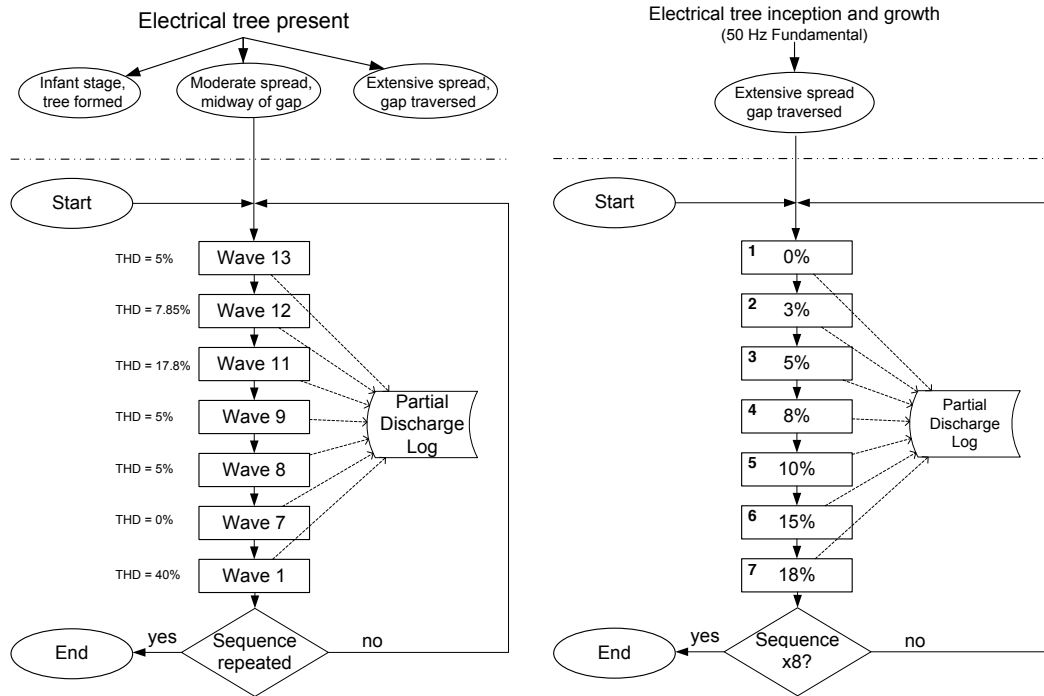 Electrical tree present
Infant stage,
tree formed
Moderate spread,
midway of gap
Extensive spread,
gap traversed
Start
THD = 5%
Wave 13
THD = 7.85%
Wave 12
THD = 17.8%
Wave 11
THD = 5%
Wave 9
THD = 5%
Wave 8
THD = 0%
Wave 7
THD = 40%
Wave 1
Partial
Discharge
Log
Sequence
repeated
yes
no
End
Electrical tree inception and growth
(50 Hz Fundamental)
Extensive spread
gap traversed
Start
1 0%
2 3%
3 5%
4 8%
5 10%
6 15%
7 18%
Partial
Discharge
Log
Sequence
x8?
yes
no
End